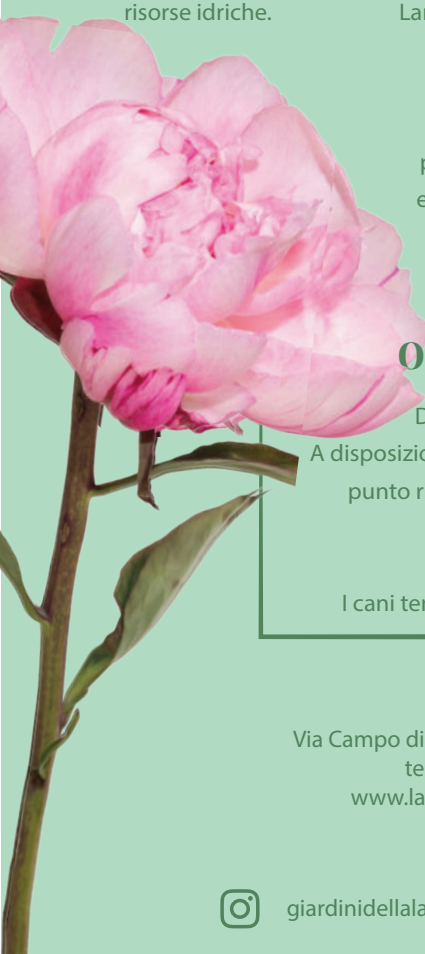 risorse idriche.
La
p
e
O
D
A disposizio
punto r
I cani te
Via Campo di
te
www.la
giardinidellala